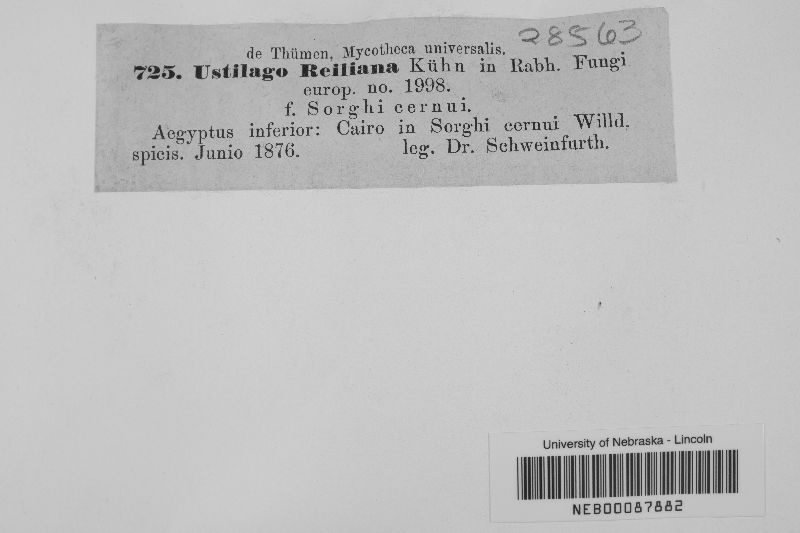 28563
de Thümen, Mycotheca universalis.
725. Ustilago Reiliana Kühn in Rabh. Fungi
europ. no. 1998.
f. Sorghi cernui.
Aegyptus inferior: Cairo in Sorghi cernui Willd.
spicis. Junio 1876. leg. Dr. Schweinfurth.
University of Nebraska - Lincoln
NEB00087882